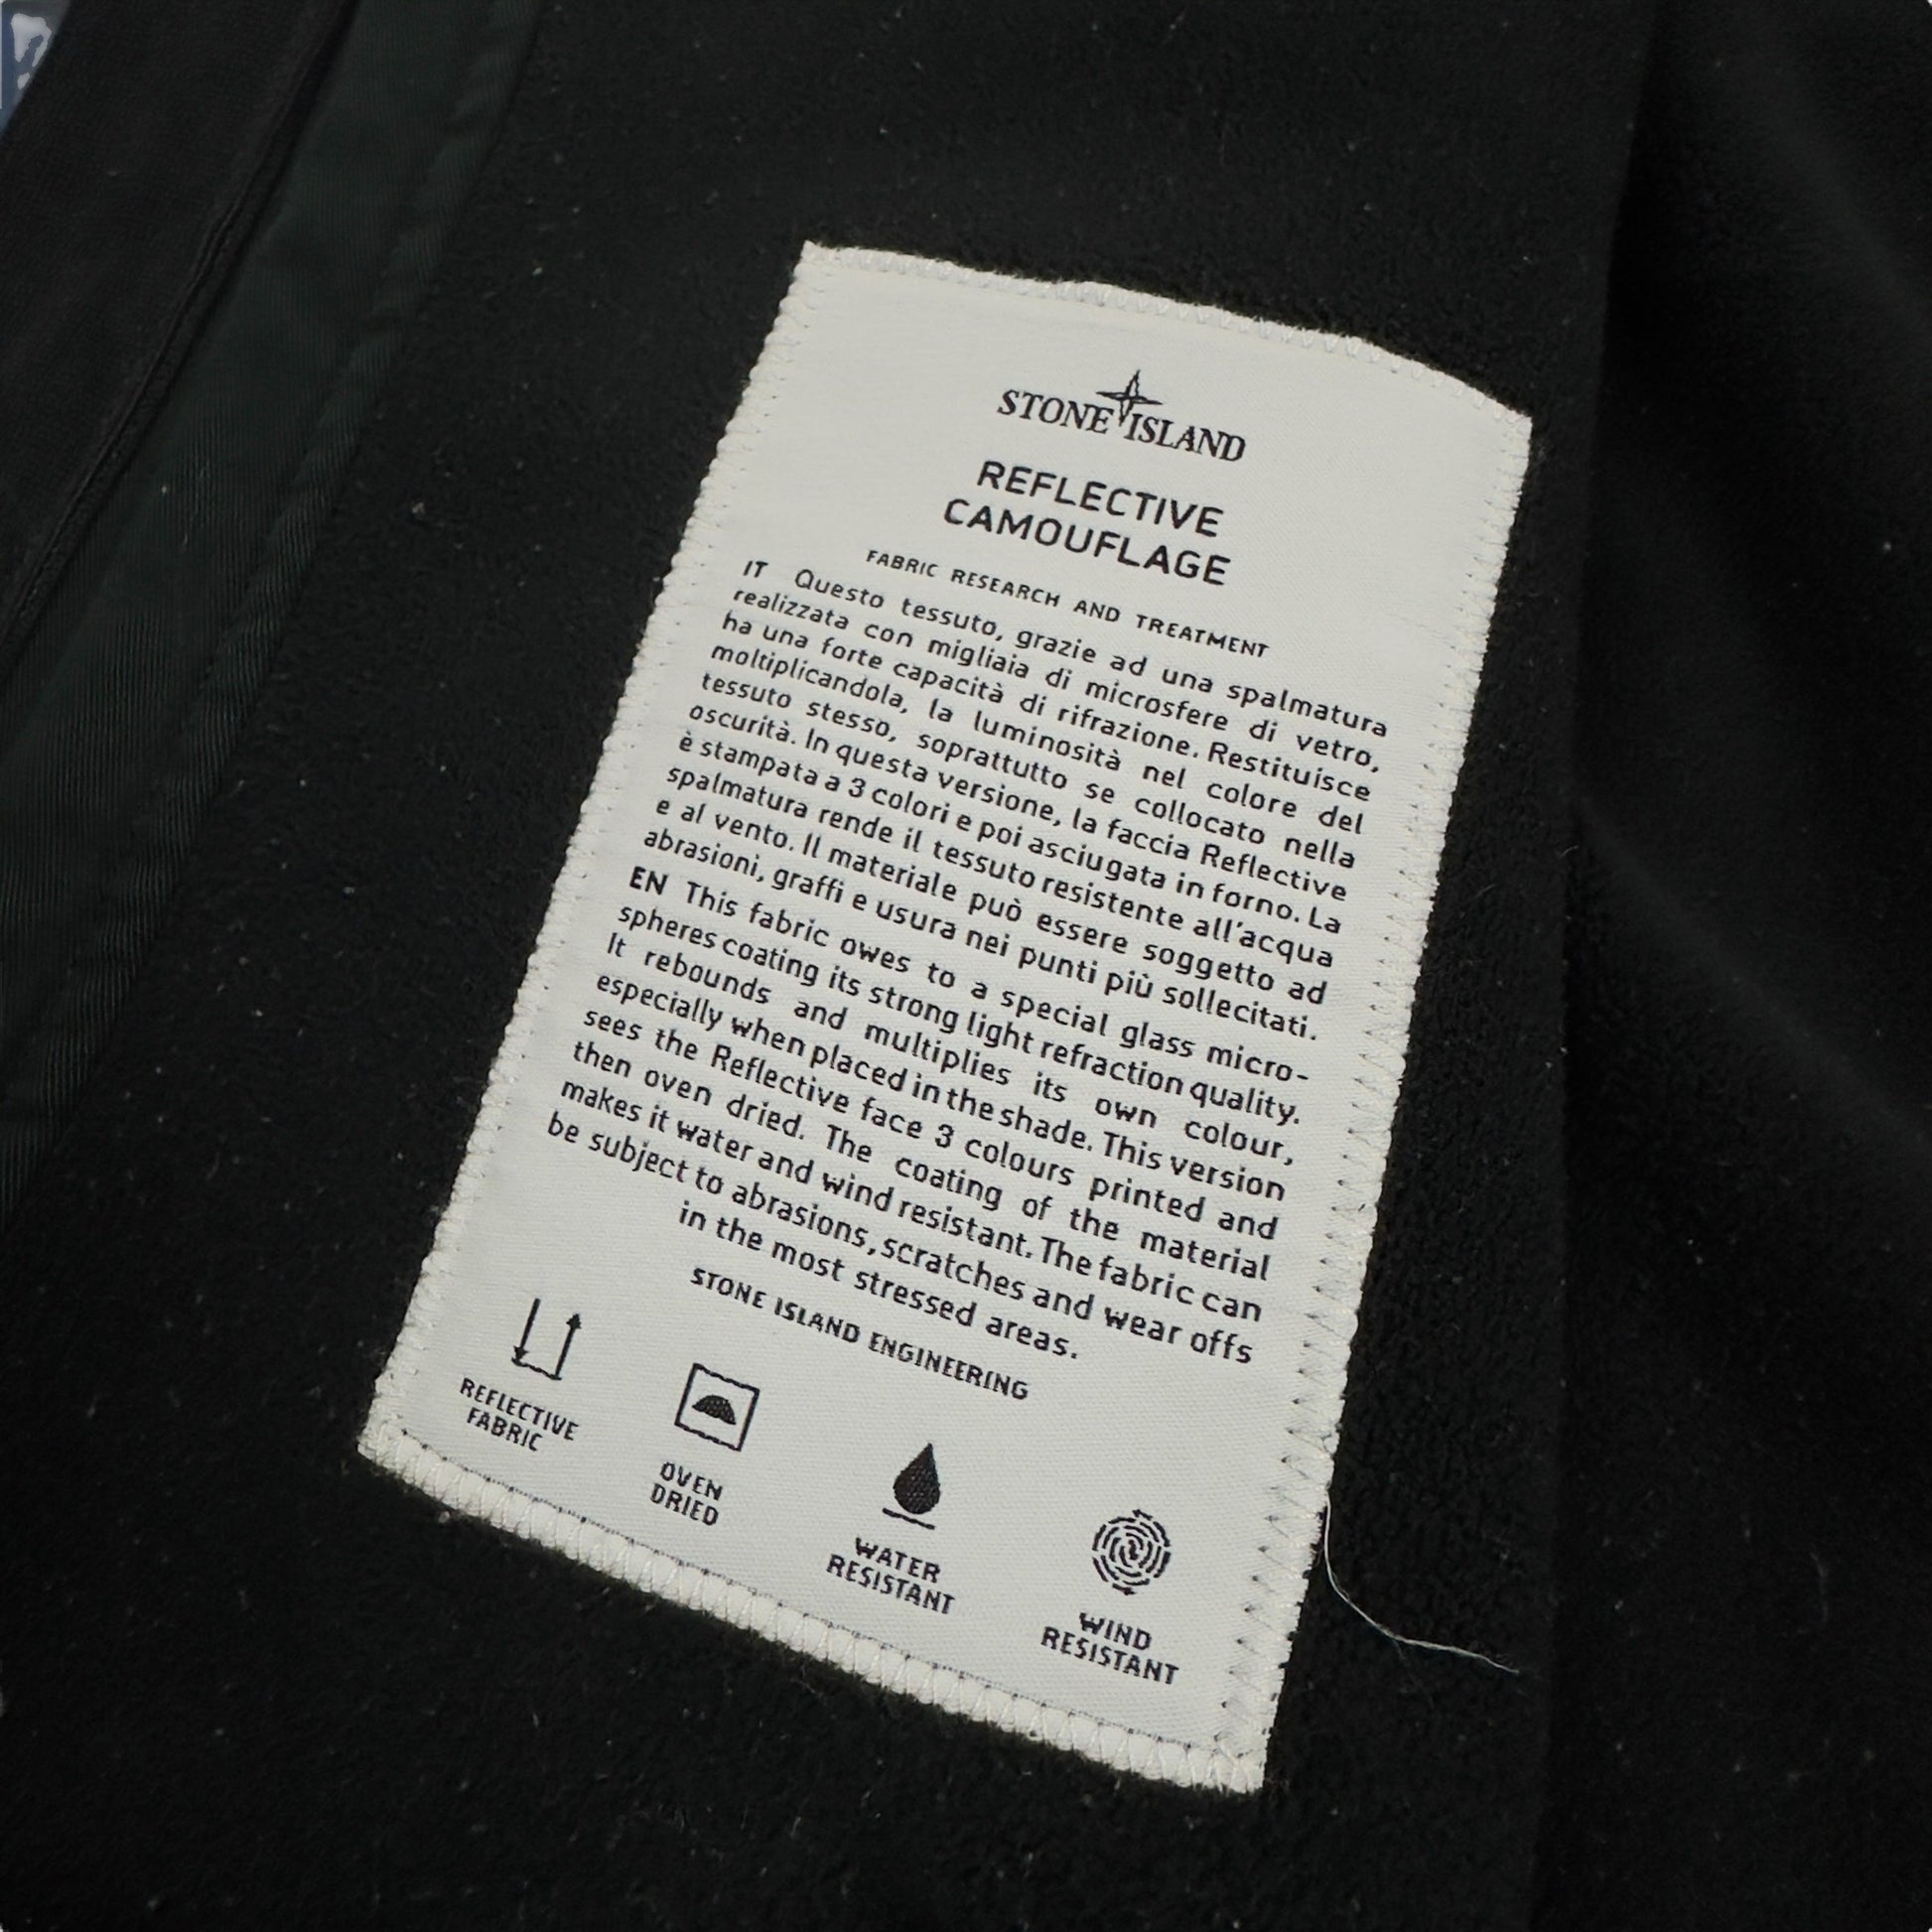 STONE ISLAND
REFLECTIVE
CAMOUFLAGE
FABRIC RESEARCH AND TREATMENT
IT Questo tessuto, grazie ad una spalmatura
realizzata con migliaia di microsfere di vetro,
ha una forte capacità di rifrazione. Restituisce
moltiplicandola, la luminosità nel colore del
tessuto stesso, soprattutto se collocato nella
oscurità. In questa versione, la faccia Reflective
è stampata a 3 colori e poi asciugata in forno. La
spalmatura rende il tessuto resistente all'acqua
e al vento. Il materiale può essere soggetto ad
abrasioni, graffi e usura nei punti più sollecitati.
EN This fabric owes to a special glass micro-
spheres coating its strong light refraction quality.
It rebounds and multiplies its own colour,
especially when placed in the shade. This version
sees the Reflective face 3 colours printed and
then oven dried. The coating of the material
makes it water and wind resistant. The fabric can
be subject to abrasions, scratches and wear offs
in the most stressed areas.
STONE ISLAND ENGINEERING
REFLECTIVE
FABRIC
OVEN
DRIED
WATER
RESISTANT
WIND
RESISTANT